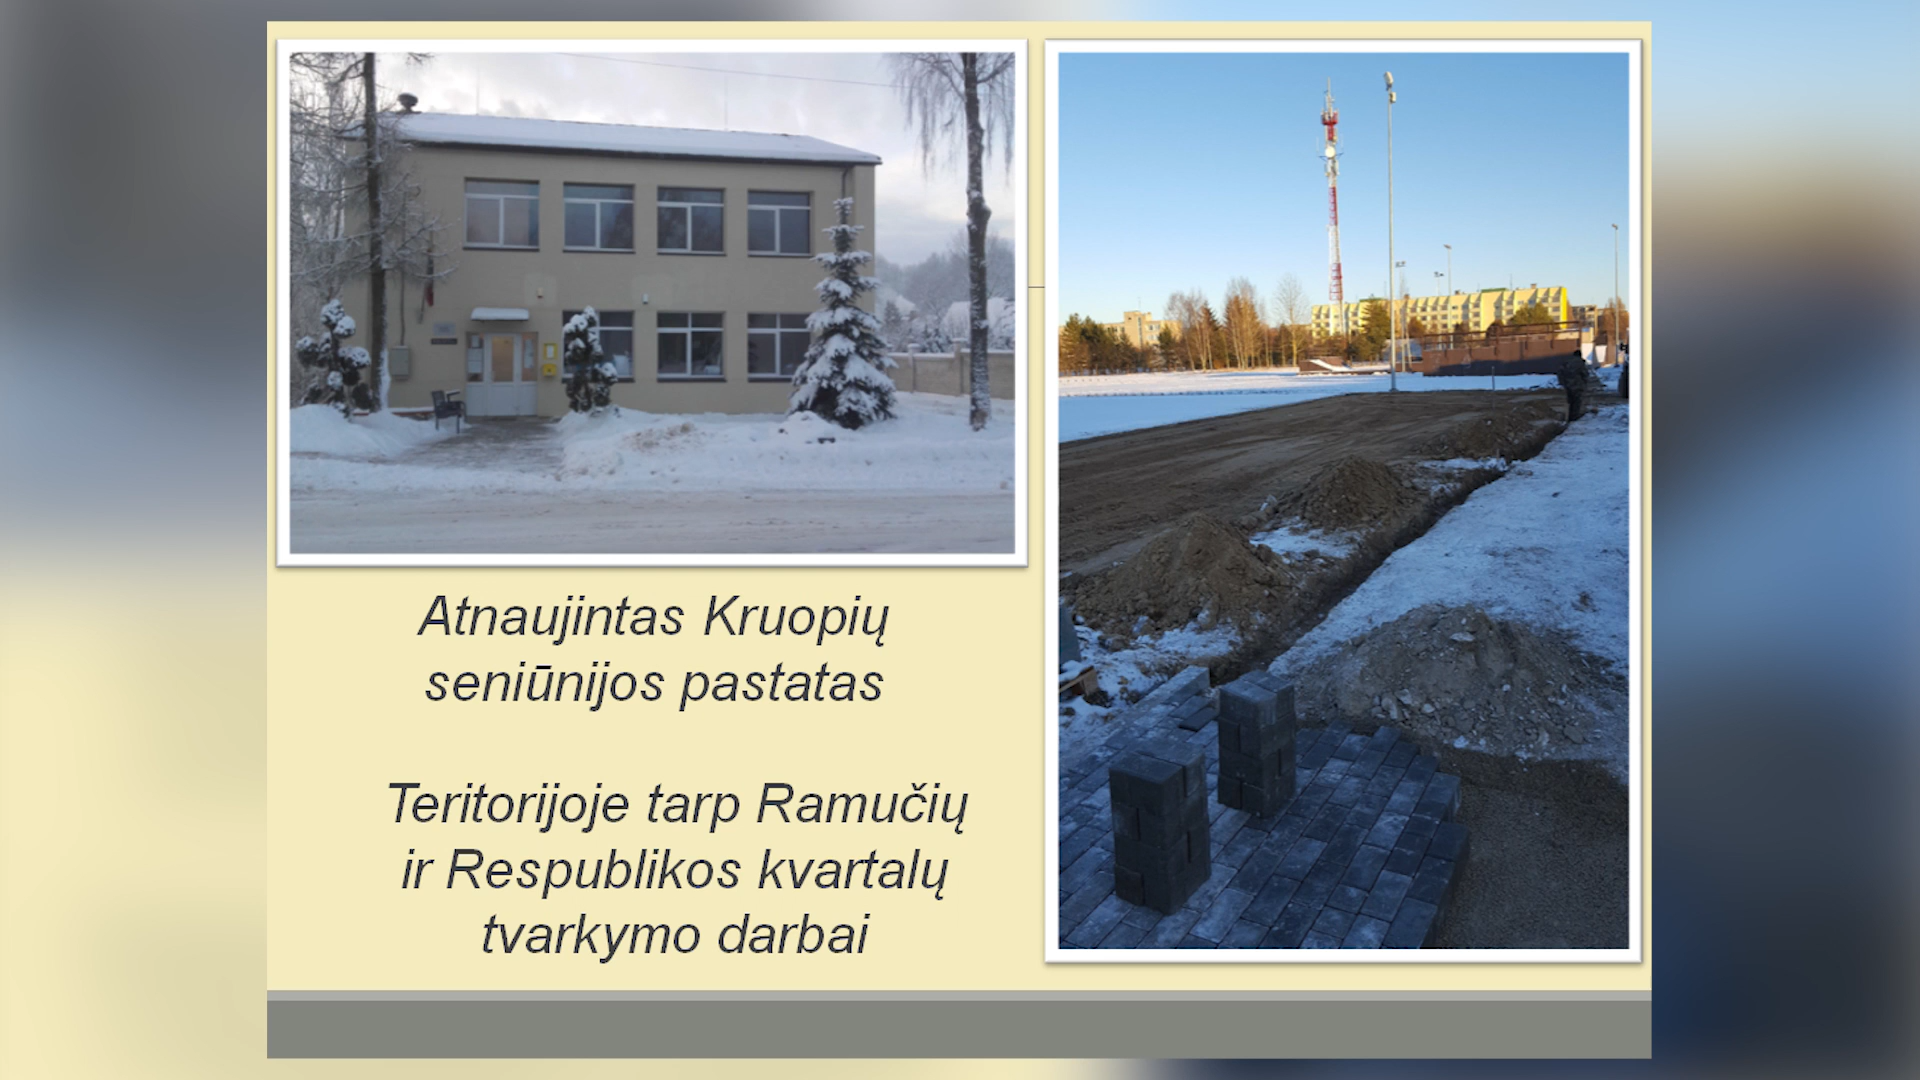 Atnaujintas Kruopių
seniūnijos pastatas
Teritorijoje tarp Ramučių
ir Respublikos kvartalų
tvarkymo darbai